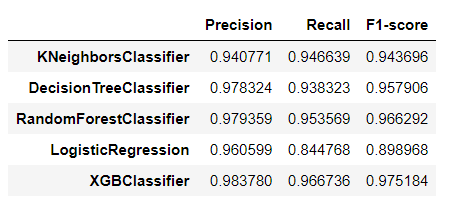 Precision Recall F1-score
KNeighborsClassifier 0.940771 0.946639 0.943696
DecisionTreeClassifier 0.978324 0.938323 0.957906
RandomForestClassifier 0.979359 0.953569 0.966292
LogisticRegression 0.960599 0.844768 0.898968
XGBClassifier 0.983780 0.966736 0.975184